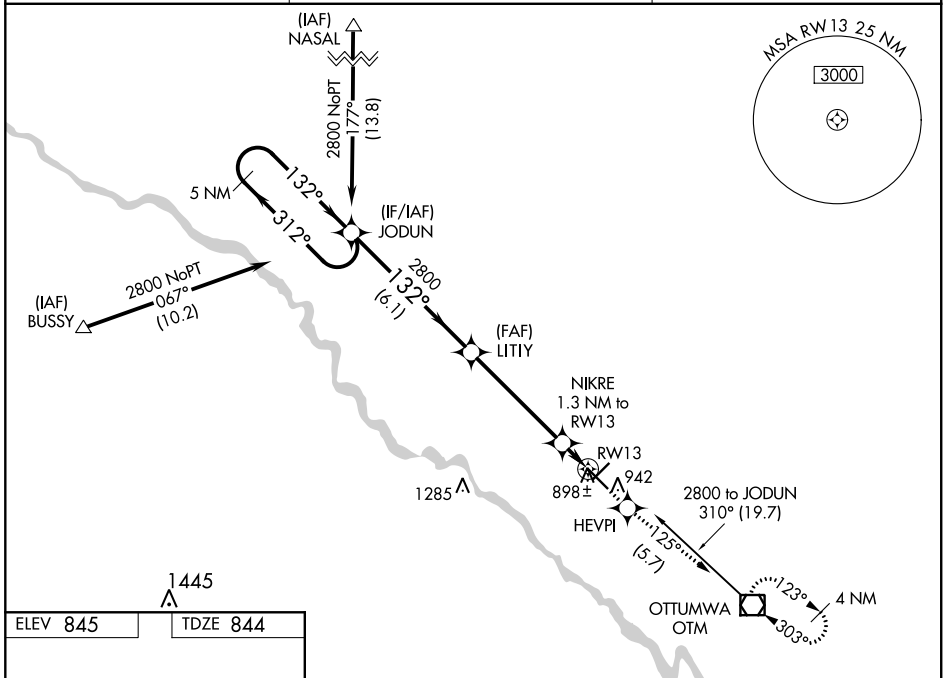 (IAF)
NASAL
2800 NoPT
177°
(13.8)
MSA RW13 25 NM
3000
5 NM
132°
312°
(IF/IAF)
JODUN
2800
132°
(6.1)
(IAF)
BUSSY
2800 NoPT
067°
(10.2)
(FAF)
LITIY
NIKRE
1.3 NM to
RW13
RW13
942
898±
1285
HEVPI
2800 to JODUN
310° (19.7)
125°
(5.7)
1445
OTTUMWA
OTM
123°
4 NM
303°
ELEV 845
TDZE 844